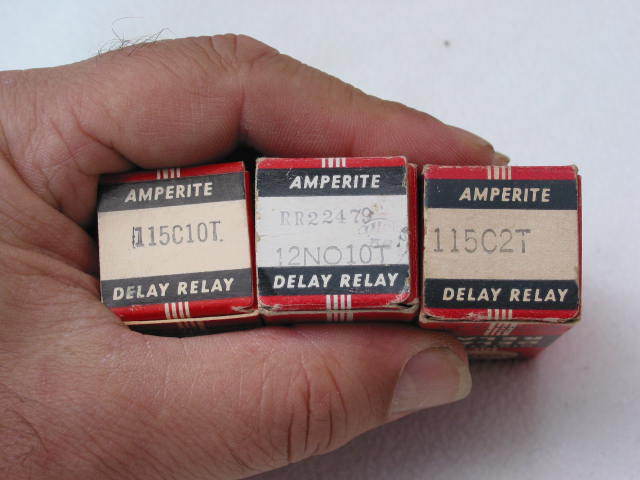 AMPERITE
115C10T.
DELAY RELAY
AMPERITE
RR22479
12NO10T
DELAY RELAY
AMPERITE
115C2T
DELAY RELAY